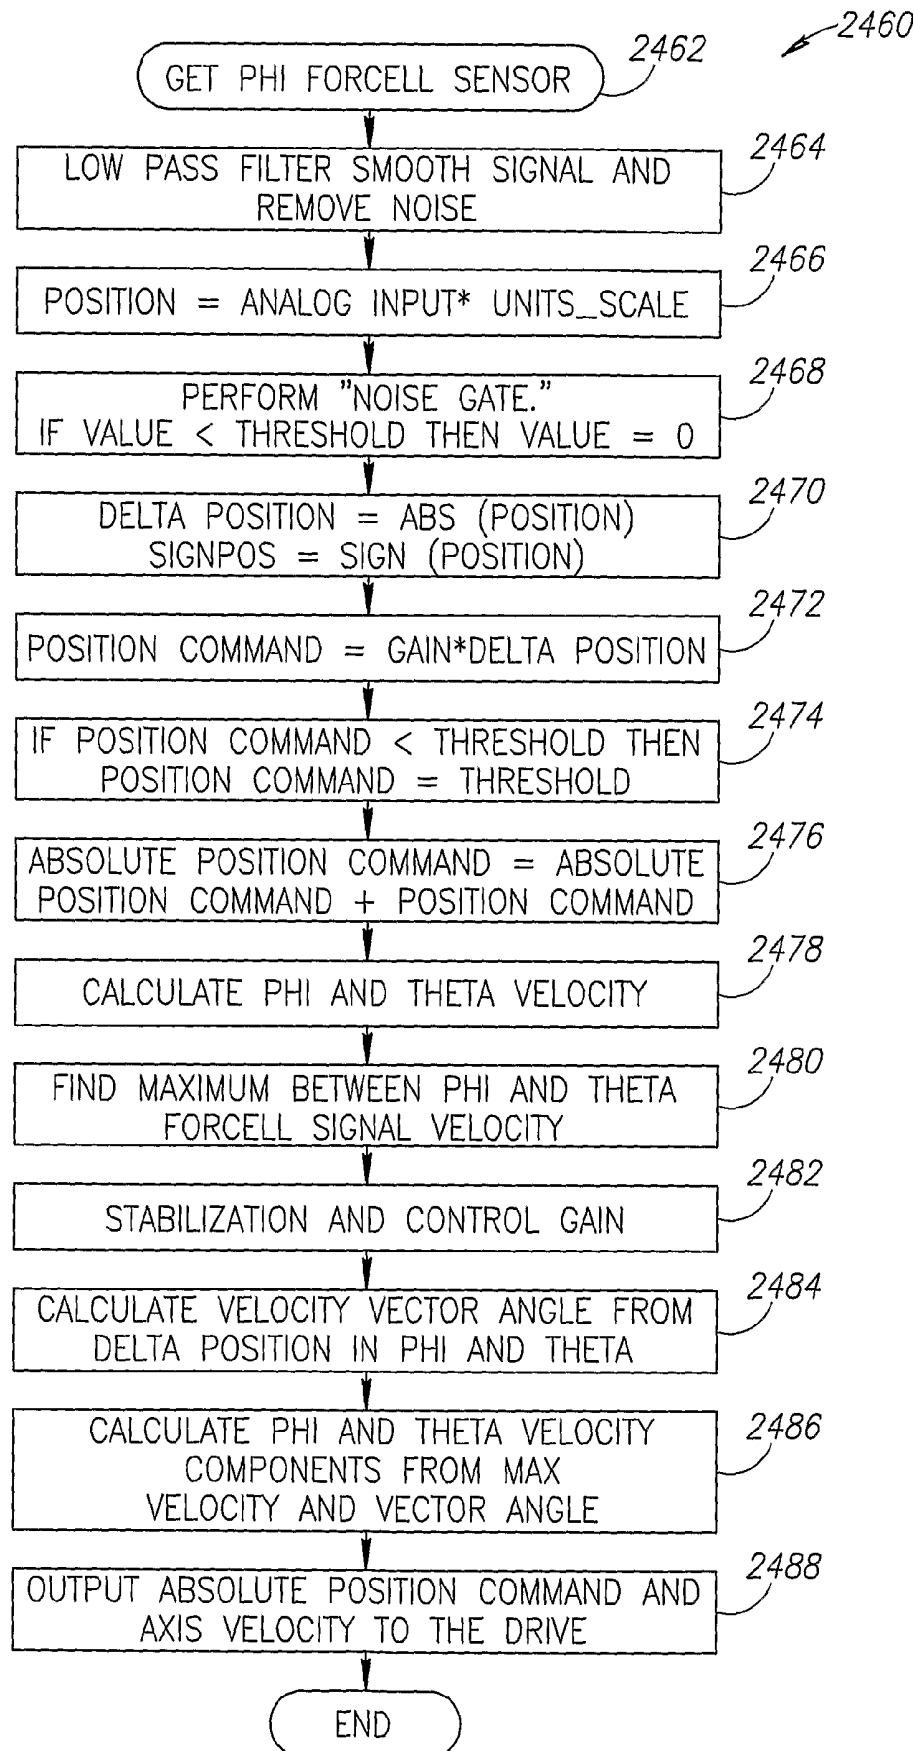 2460
GET PHI FORCELL SENSOR
2462
LOW PASS FILTER SMOOTH SIGNAL AND
REMOVE NOISE
2464
POSITION = ANALOG INPUT* UNITS_SCALE
2466
PERFORM "NOISE GATE."
IF VALUE < THRESHOLD THEN VALUE = 0
2468
DELTA POSITION = ABS (POSITION)
SIGNPOS = SIGN (POSITION)
2470
POSITION COMMAND = GAIN*DELTA POSITION
2472
IF POSITION COMMAND < THRESHOLD THEN
POSITION COMMAND = THRESHOLD
2474
ABSOLUTE POSITION COMMAND = ABSOLUTE
POSITION COMMAND + POSITION COMMAND
2476
CALCULATE PHI AND THETA VELOCITY
2478
FIND MAXIMUM BETWEEN PHI AND THETA
FORCELL SIGNAL VELOCITY
2480
STABILIZATION AND CONTROL GAIN
2482
CALCULATE VELOCITY VECTOR ANGLE FROM
DELTA POSITION IN PHI AND THETA
2484
CALCULATE PHI AND THETA VELOCITY
COMPONENTS FROM MAX
VELOCITY AND VECTOR ANGLE
2486
OUTPUT ABSOLUTE POSITION COMMAND AND
AXIS VELOCITY TO THE DRIVE
2488
END